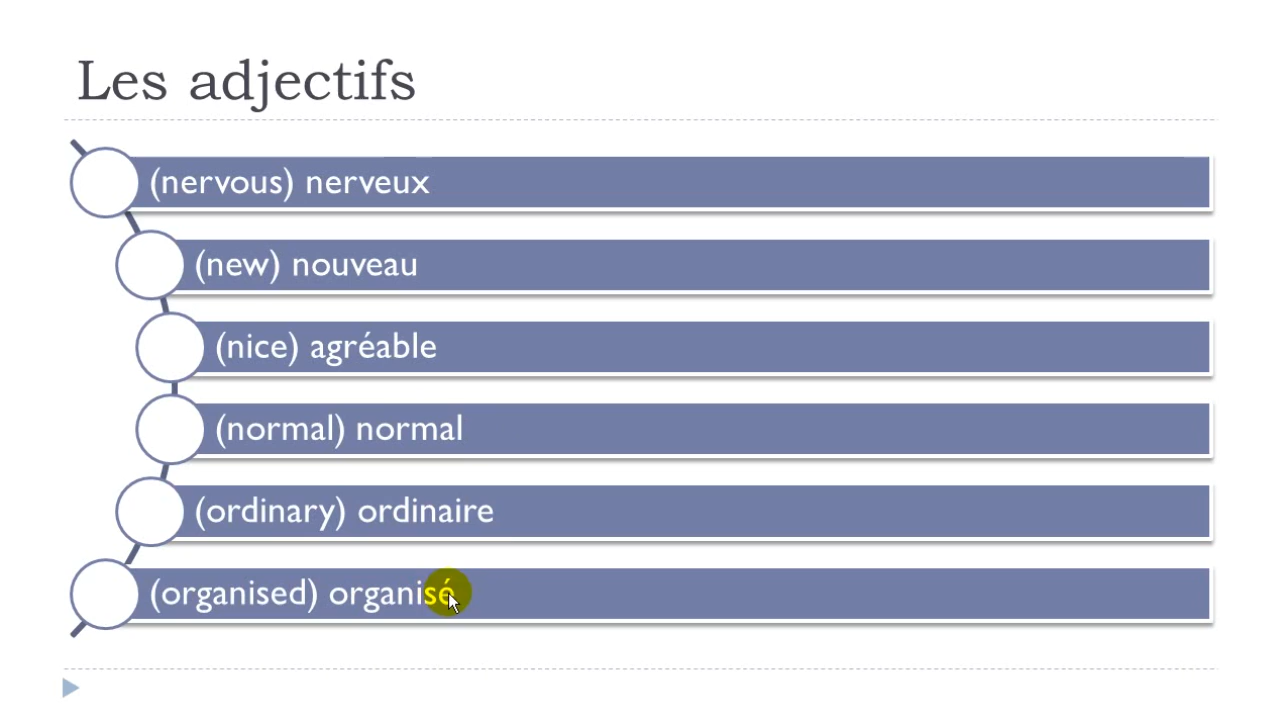 Les adjectifs
(nervous) nerveux
(new) nouveau
(nice) agréable
(normal) normal
(ordinary) ordinaire
(organised) organisé